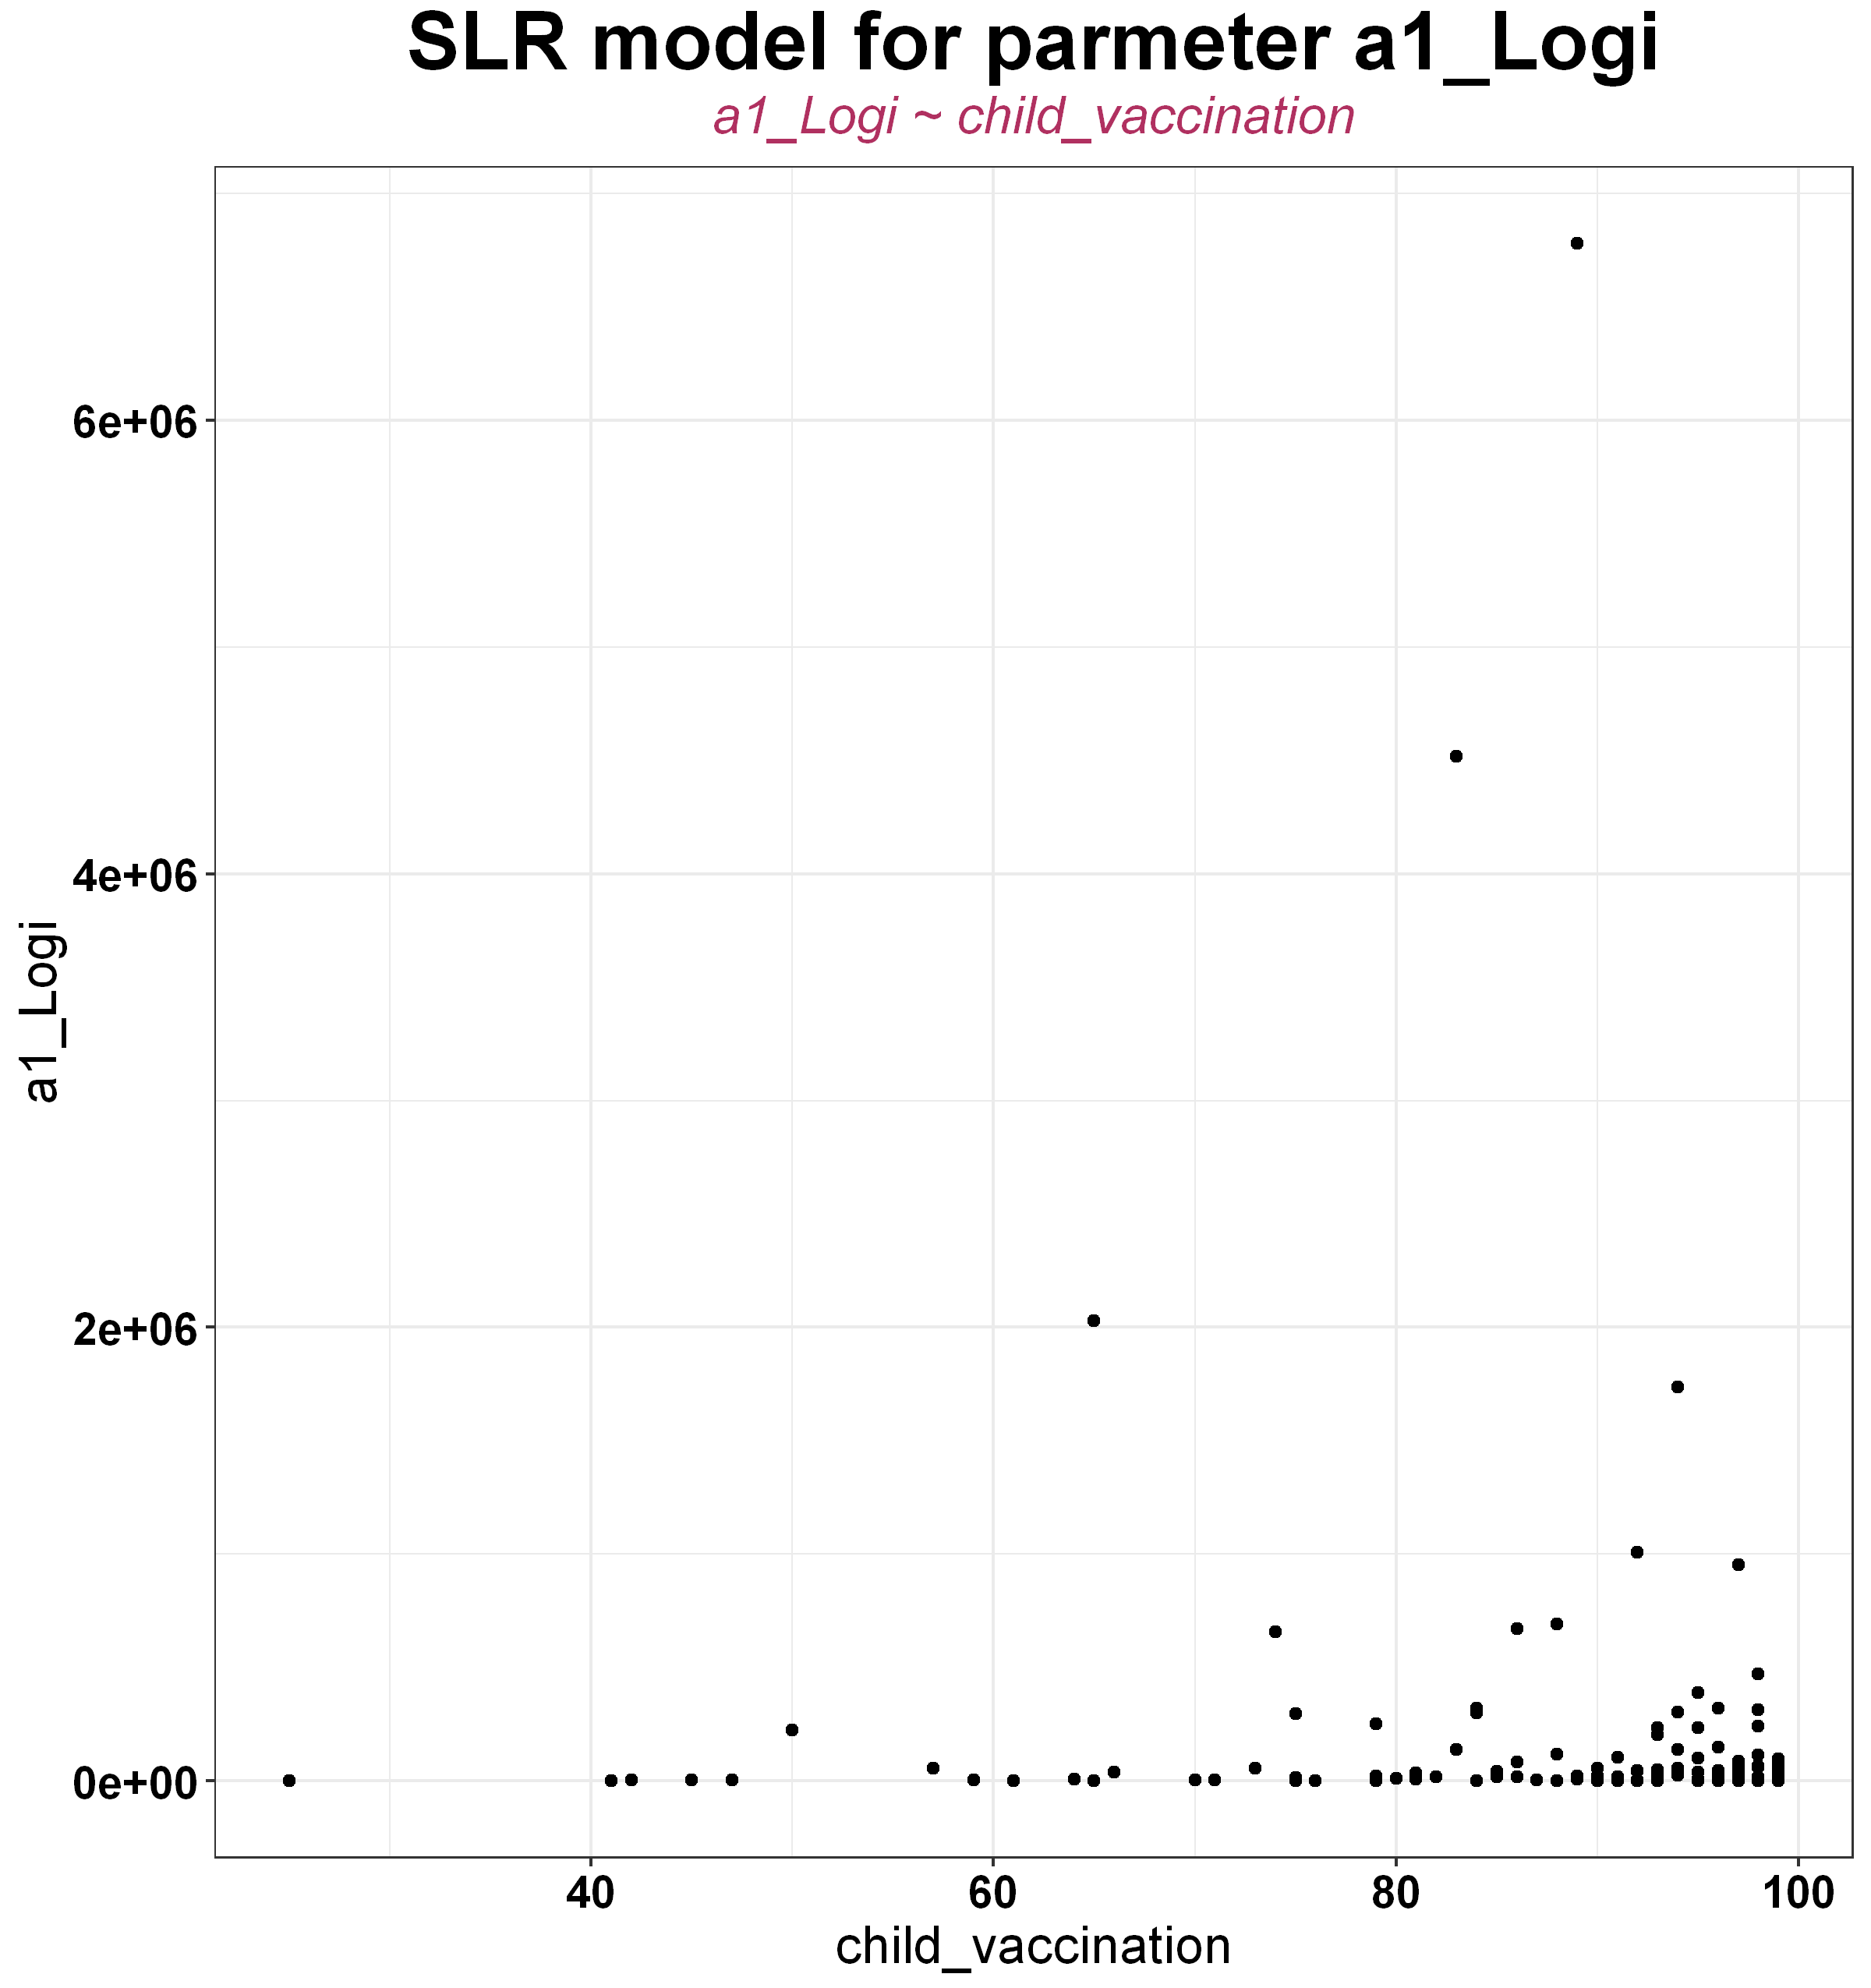 SLR model for parmeter a1_Logi
a1_Logi ~ child_vaccination
6e+06
4e+06
a1_Logi
2e+06
0e+00
40 60 80 100
child_vaccination